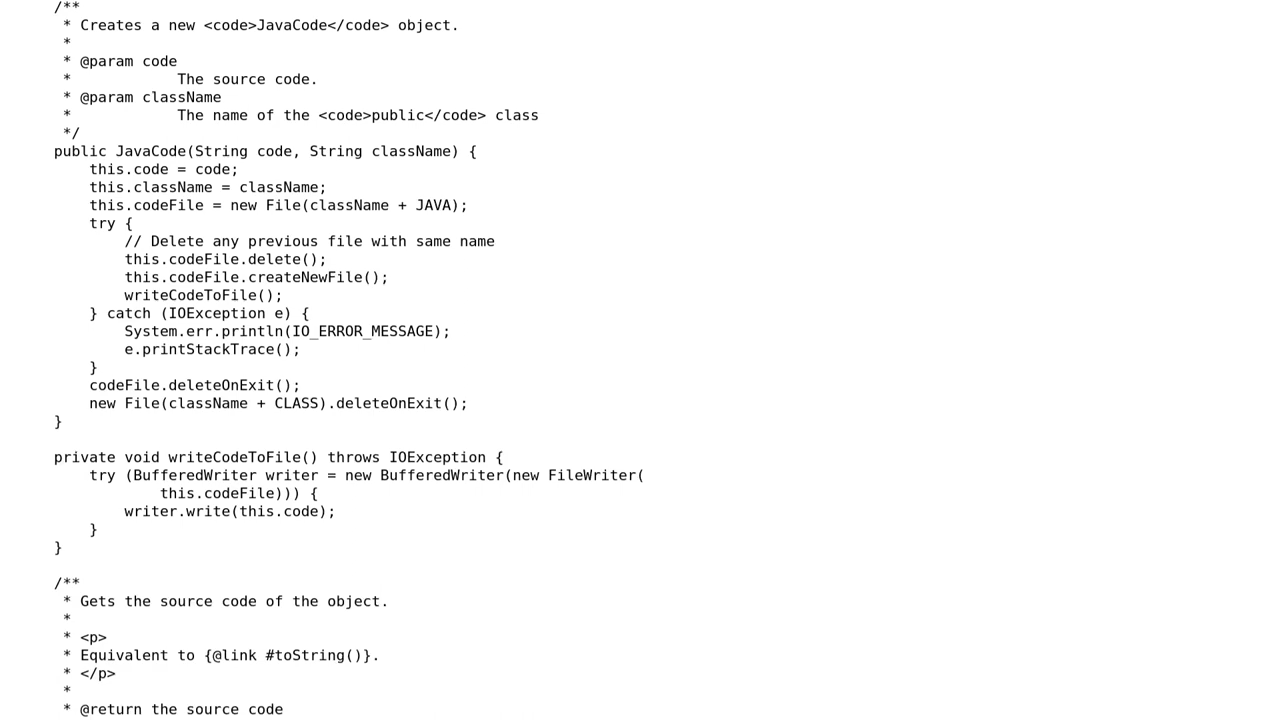 /**
 * Creates a new <code>JavaCode</code> object.
 *
 * @param code
 *            The source code.
 * @param className
 *            The name of the <code>public</code> class
 */
public JavaCode(String code, String className) {
    this.code = code;
    this.className = className;
    this.codeFile = new File(className + JAVA);
    try {
        // Delete any previous file with same name
        this.codeFile.delete();
        this.codeFile.createNewFile();
        writeCodeToFile();
    } catch (IOException e) {
        System.err.println(IO_ERROR_MESSAGE);
        e.printStackTrace();
    }
    codeFile.deleteOnExit();
    new File(className + CLASS).deleteOnExit();
}

private void writeCodeToFile() throws IOException {
    try (BufferedWriter writer = new BufferedWriter(new FileWriter(
            this.codeFile))) {
        writer.write(this.code);
    }
}

/**
 * Gets the source code of the object.
 *
 * <p>
 * Equivalent to {@link #toString()}.
 * </p>
 *
 * @return the source code